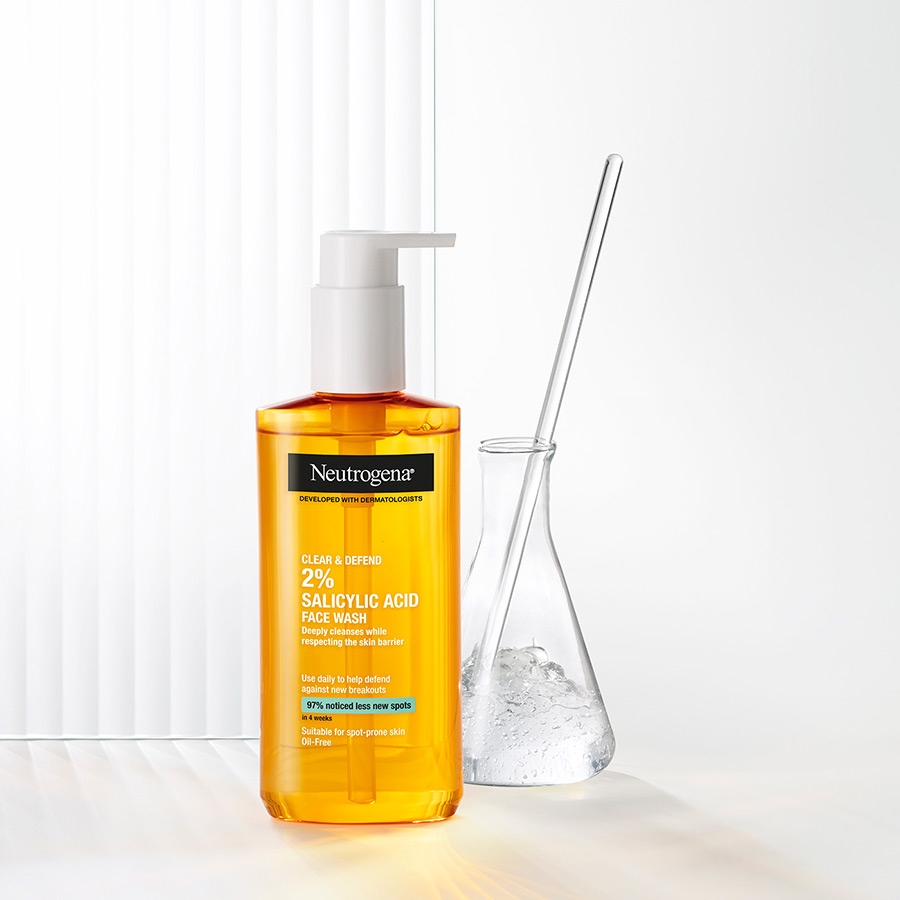 Neutrogena®
DEVELOPED WITH DERMATOLOGISTS
CLEAR & DEFEND
2%
SALICYLIC ACID
FACE WASH
Deeply cleanses while
respecting the skin barrier
Use daily to help defend
against new breakouts
97% noticed less new spots
in 4 weeks
Suitable for spot-prone skin
Oil-Free